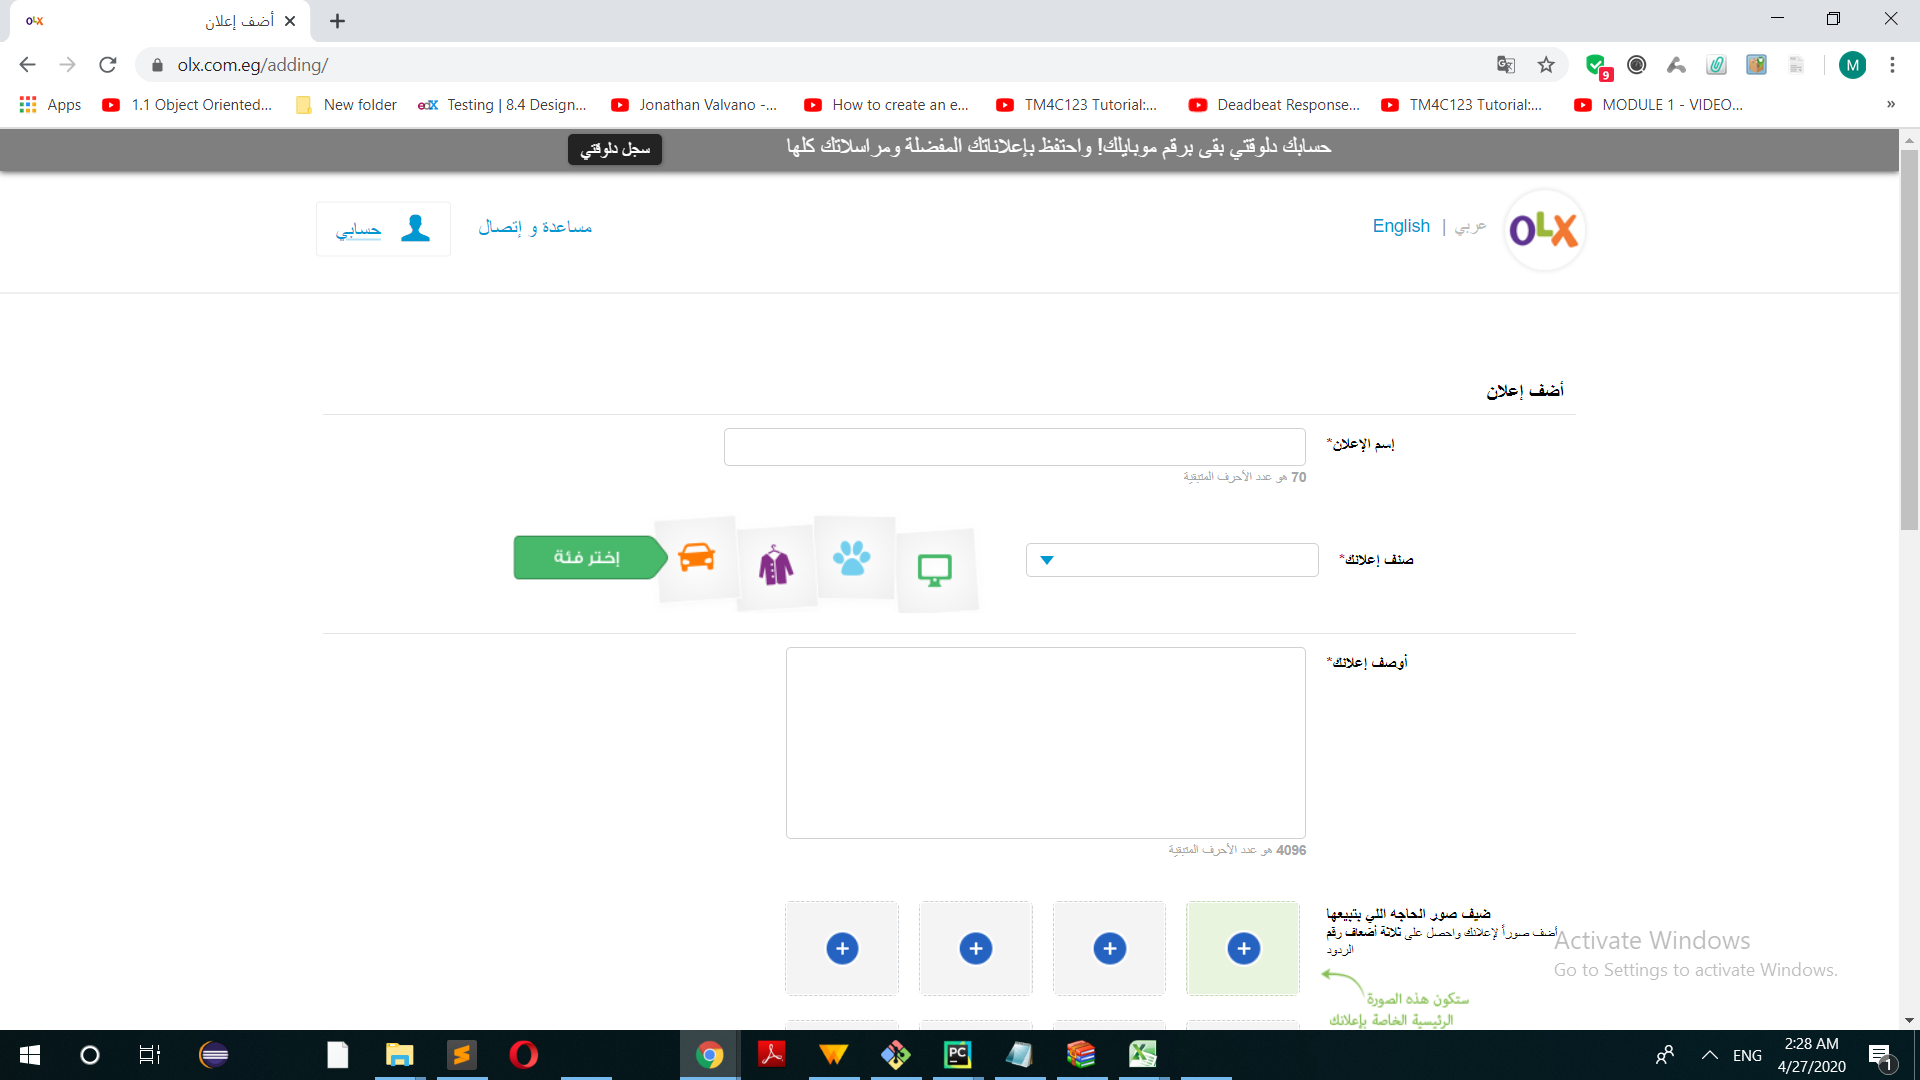 OLX
أضف إعلان
olx.com.eg/adding/
9
M
Apps
1.1 Object Oriented...
New folder
edX
Testing | 8.4 Design...
Jonathan Valvano -...
How to create an e...
TM4C123 Tutorial:...
Deadbeat Response...
TM4C123 Tutorial:...
MODULE 1 - VIDEO...
»
حسابك دلوقتي بقى برقم موبايلك! واحتفظ بإعلاناتك المفضلة ومراسلاتك كلها
سجل دلوقتي
OLX
عربي | English
مساعدة و إتصال
حسابي
أضف إعلان
إسم الإعلان*
70 هو عدد الأحرف المتبقية
صنف إعلانك*
إختر فئة
أوصف إعلانك*
4096 هو عدد الأحرف المتبقية
ضيف صور الحاجه اللي بتبيعها
أضف صوراً لإعلانك واحصل على ثلاثة أضعاف رقم
الردود
ستكون هذه الصورة
الرئيسية الخاصة بإعلانك
Activate Windows
Go to Settings to activate Windows.
PC
ENG
2:28 AM
4/27/2020
1